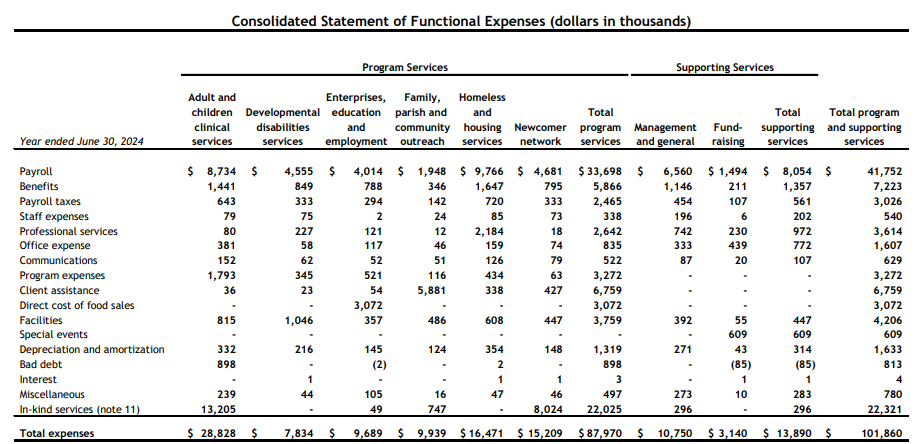 Consolidated Statement of Functional Expenses (dollars in thousands)
Program Services Supporting Services
Adult and Enterprises, Family, Homeless
children Developmental education parish and and Total Total Total program
clinical disabilities and community housing Newcomer program Management Fund- supporting and supporting
Year ended June 30, 2024 services services employment outreach services network services and general raising services services
Payroll $ 8,734 $ 4,555 $ 4,014 $ 1,948 $ 9,766 $ 4,681 $ 33,698 $ 6,560 $ 1,494 $ 8,054 $ 41,752
Benefits 1,441 849 788 346 1,647 795 5,866 1,146 211 1,357 7,223
Payroll taxes 643 333 294 142 720 333 2,465 454 107 561 3,026
Staff expenses 79 75 2 24 85 73 338 196 6 202 540
Professional services 80 227 121 12 2,184 18 2,642 742 230 972 3,614
Office expense 381 58 117 46 159 74 835 333 439 772 1,607
Communications 152 62 52 51 126 79 522 87 20 107 629
Program expenses 1,793 345 521 116 434 63 3,272 - - - 3,272
Client assistance 36 23 54 5,881 338 427 6,759 - - - 6,759
Direct cost of food sales - - 3,072 - - - 3,072 - - - 3,072
Facilities 815 1,046 357 486 608 447 3,759 392 55 447 4,206
Special events - - - - - - - - 609 609 609
Depreciation and amortization 332 216 145 124 354 148 1,319 271 43 314 1,633
Bad debt 898 - (2) - 2 - 898 - (85) (85) 813
Interest - 1 - - 1 1 3 - 1 1 4
Miscellaneous 239 44 105 16 47 46 497 273 10 283 780
In-kind services (note 11) 13,205 - 49 747 - 8,024 22,025 296 - 296 22,321
Total expenses $ 28,828 $ 7,834 $ 9,689 $ 9,939 $ 16,471 $ 15,209 $ 87,970 $ 10,750 $ 3,140 $ 13,890 $ 101,860